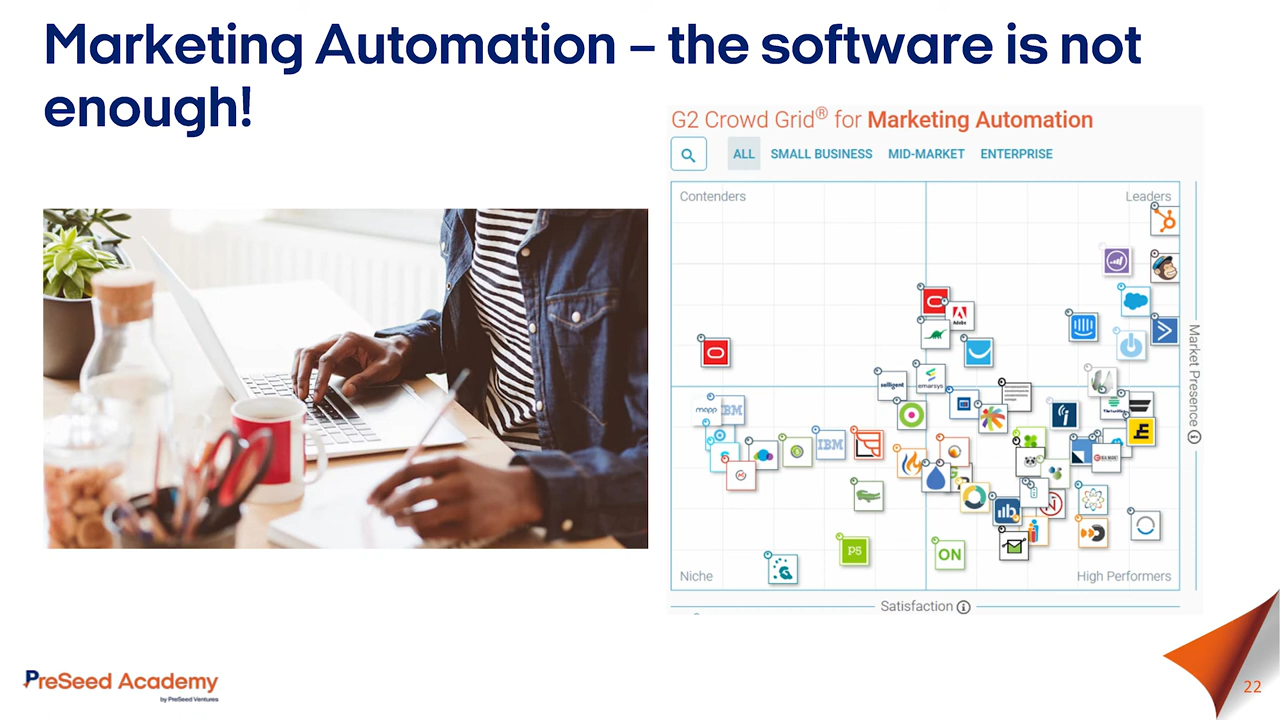 Marketing Automation – the software is not
enough!
G2 Crowd Grid® for Marketing Automation
ALL SMALL BUSINESS MID-MARKET ENTERPRISE
Contenders
Leaders
Adobe
selligent
emarsys
mapp
IBM
IBM
P5
ON
Niche
High Performers
Satisfaction
Market Presence
PreSeed Academy
by PreSeed Ventures
22